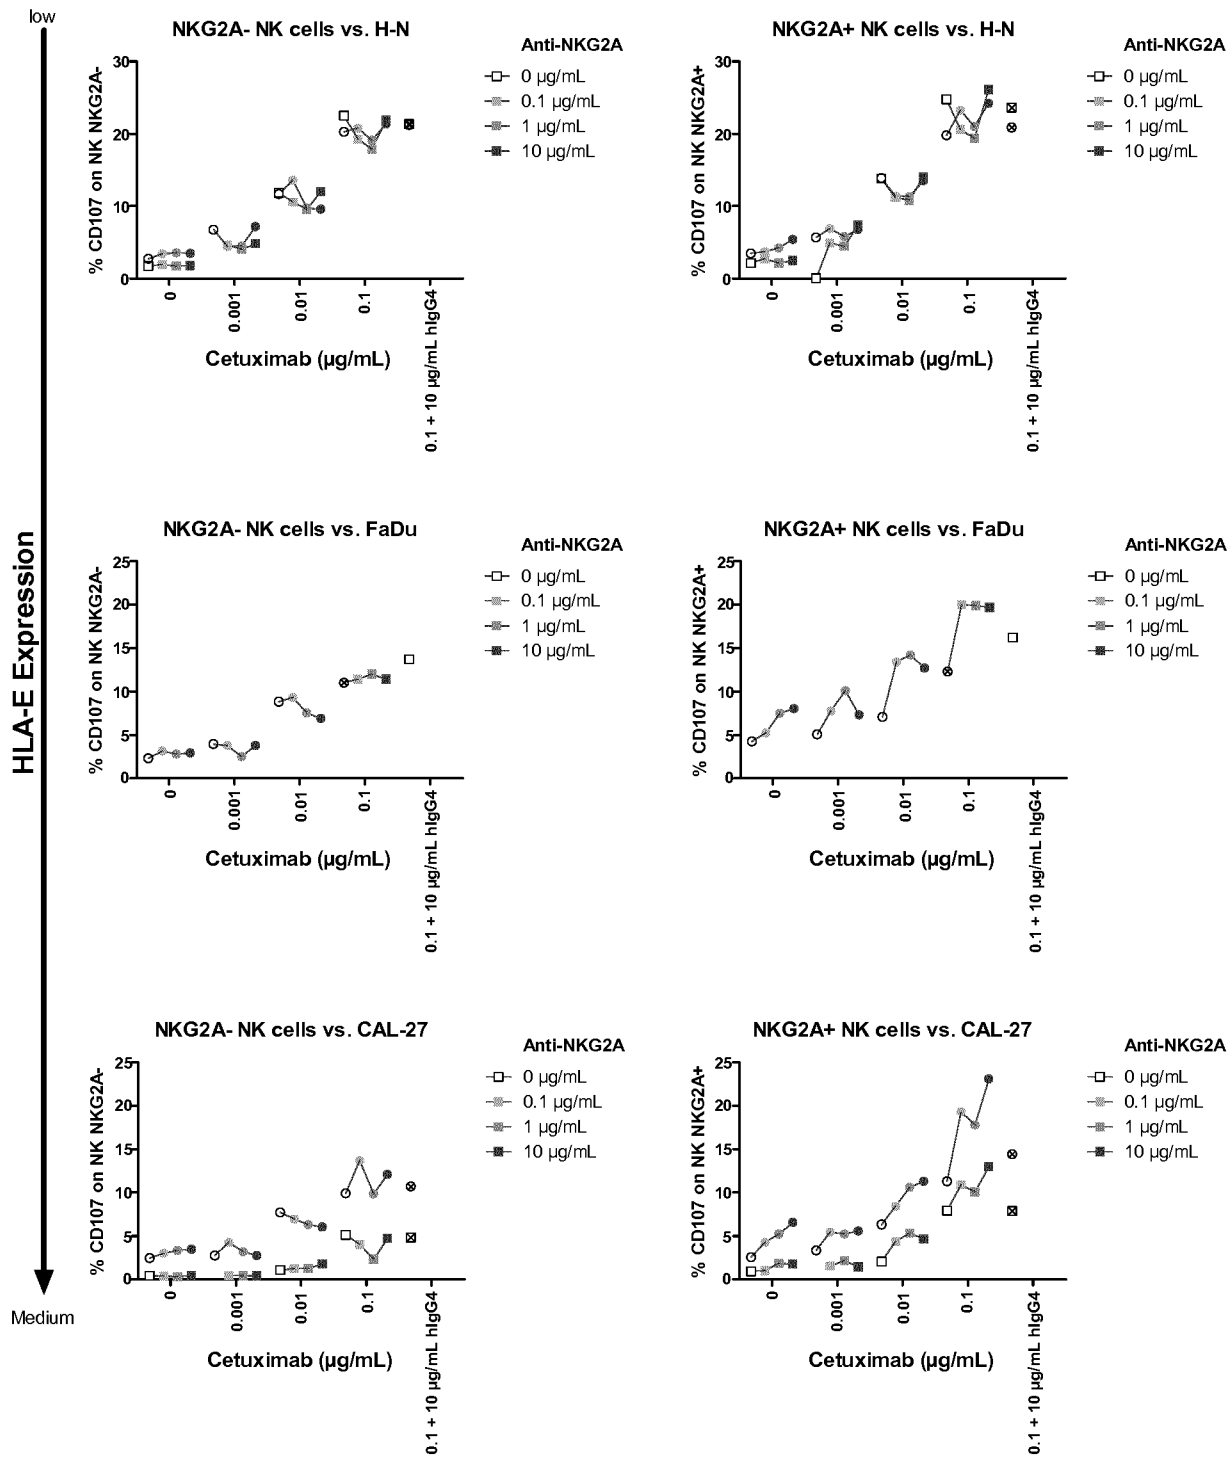 low
HLA-E Expression
Medium
NKG2A- NK cells vs. H-N
% CD107 on NK NKG2A-
30
20
10
0
0
0.001
0.01
0.1
0.1 + 10 µg/mL hIgG4
Cetuximab (µg/mL)
Anti-NKG2A
0 µg/mL
0.1 µg/mL
1 µg/mL
10 µg/mL
NKG2A+ NK cells vs. H-N
% CD107 on NK NKG2A+
30
20
10
0
0
0.001
0.01
0.1
0.1 + 10 µg/mL hIgG4
Cetuximab (µg/mL)
Anti-NKG2A
0 µg/mL
0.1 µg/mL
1 µg/mL
10 µg/mL
NKG2A- NK cells vs. FaDu
% CD107 on NK NKG2A-
25
20
15
10
5
0
0
0.001
0.01
0.1
0.1 + 10 µg/mL hIgG4
Cetuximab (µg/mL)
Anti-NKG2A
0 µg/mL
0.1 µg/mL
1 µg/mL
10 µg/mL
NKG2A+ NK cells vs. FaDu
% CD107 on NK NKG2A+
25
20
15
10
5
0
0
0.001
0.01
0.1
0.1 + 10 µg/mL hIgG4
Cetuximab (µg/mL)
Anti-NKG2A
0 µg/mL
0.1 µg/mL
1 µg/mL
10 µg/mL
NKG2A- NK cells vs. CAL-27
% CD107 on NK NKG2A-
25
20
15
10
5
0
0
0.001
0.01
0.1
0.1 + 10 µg/mL hIgG4
Cetuximab (µg/mL)
Anti-NKG2A
0 µg/mL
0.1 µg/mL
1 µg/mL
10 µg/mL
NKG2A+ NK cells vs. CAL-27
% CD107 on NK NKG2A+
25
20
15
10
5
0
0
0.001
0.01
0.1
0.1 + 10 µg/mL hIgG4
Cetuximab (µg/mL)
Anti-NKG2A
0 µg/mL
0.1 µg/mL
1 µg/mL
10 µg/mL